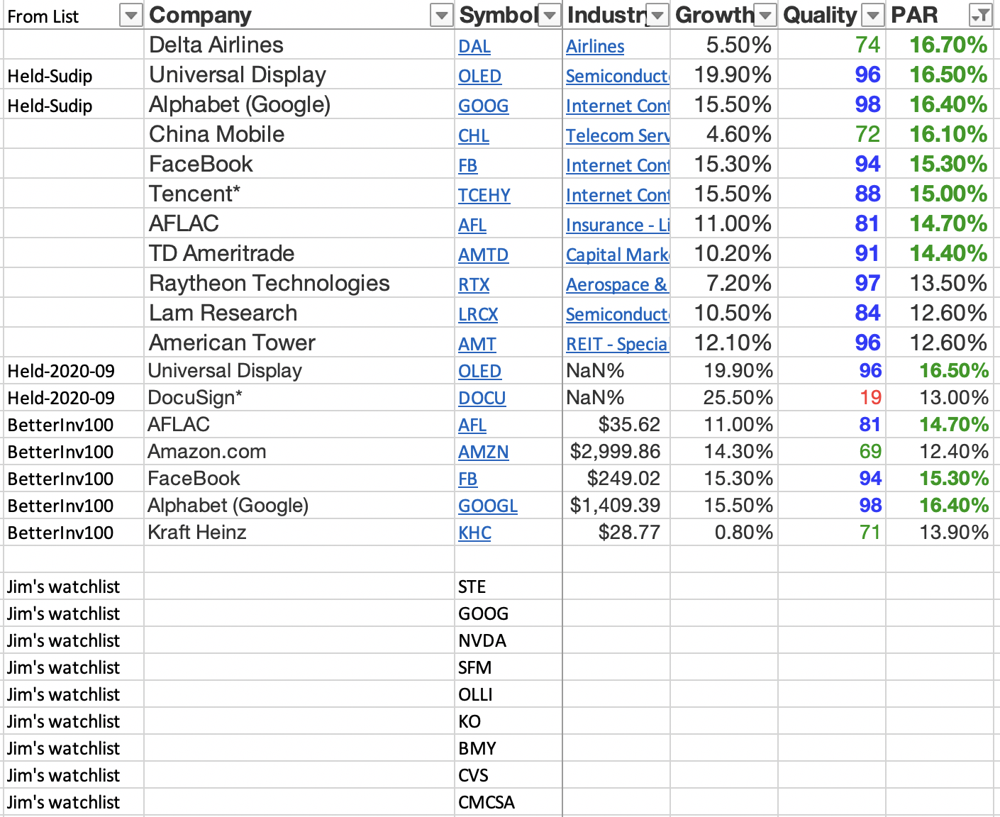 From List Company Symbol Industry Growth Quality PAR
Delta Airlines DAL Airlines 5.50% 74 16.70%
Held-Sudip Universal Display OLED Semiconduct 19.90% 96 16.50%
Held-Sudip Alphabet (Google) GOOG Internet Cont 15.50% 98 16.40%
China Mobile CHL Telecom Serv 4.60% 72 16.10%
FaceBook FB Internet Cont 15.30% 94 15.30%
Tencent* TCEHY Internet Cont 15.50% 88 15.00%
AFLAC AFL Insurance - Li 11.00% 81 14.70%
TD Ameritrade AMTD Capital Mark 10.20% 91 14.40%
Raytheon Technologies RTX Aerospace & 7.20% 97 13.50%
Lam Research LRCX Semiconduct 10.50% 84 12.60%
American Tower AMT REIT - Specia 12.10% 96 12.60%
Held-2020-09 Universal Display OLED NaN% 19.90% 96 16.50%
Held-2020-09 DocuSign* DOCU NaN% 25.50% 19 13.00%
BetterInv100 AFLAC AFL $35.62 11.00% 81 14.70%
BetterInv100 Amazon.com AMZN $2,999.86 14.30% 69 12.40%
BetterInv100 FaceBook FB $249.02 15.30% 94 15.30%
BetterInv100 Alphabet (Google) GOOGL $1,409.39 15.50% 98 16.40%
BetterInv100 Kraft Heinz KHC $28.77 0.80% 71 13.90%
Jim's watchlist STE
Jim's watchlist GOOG
Jim's watchlist NVDA
Jim's watchlist SFM
Jim's watchlist OLLI
Jim's watchlist KO
Jim's watchlist BMY
Jim's watchlist CVS
Jim's watchlist CMCSA